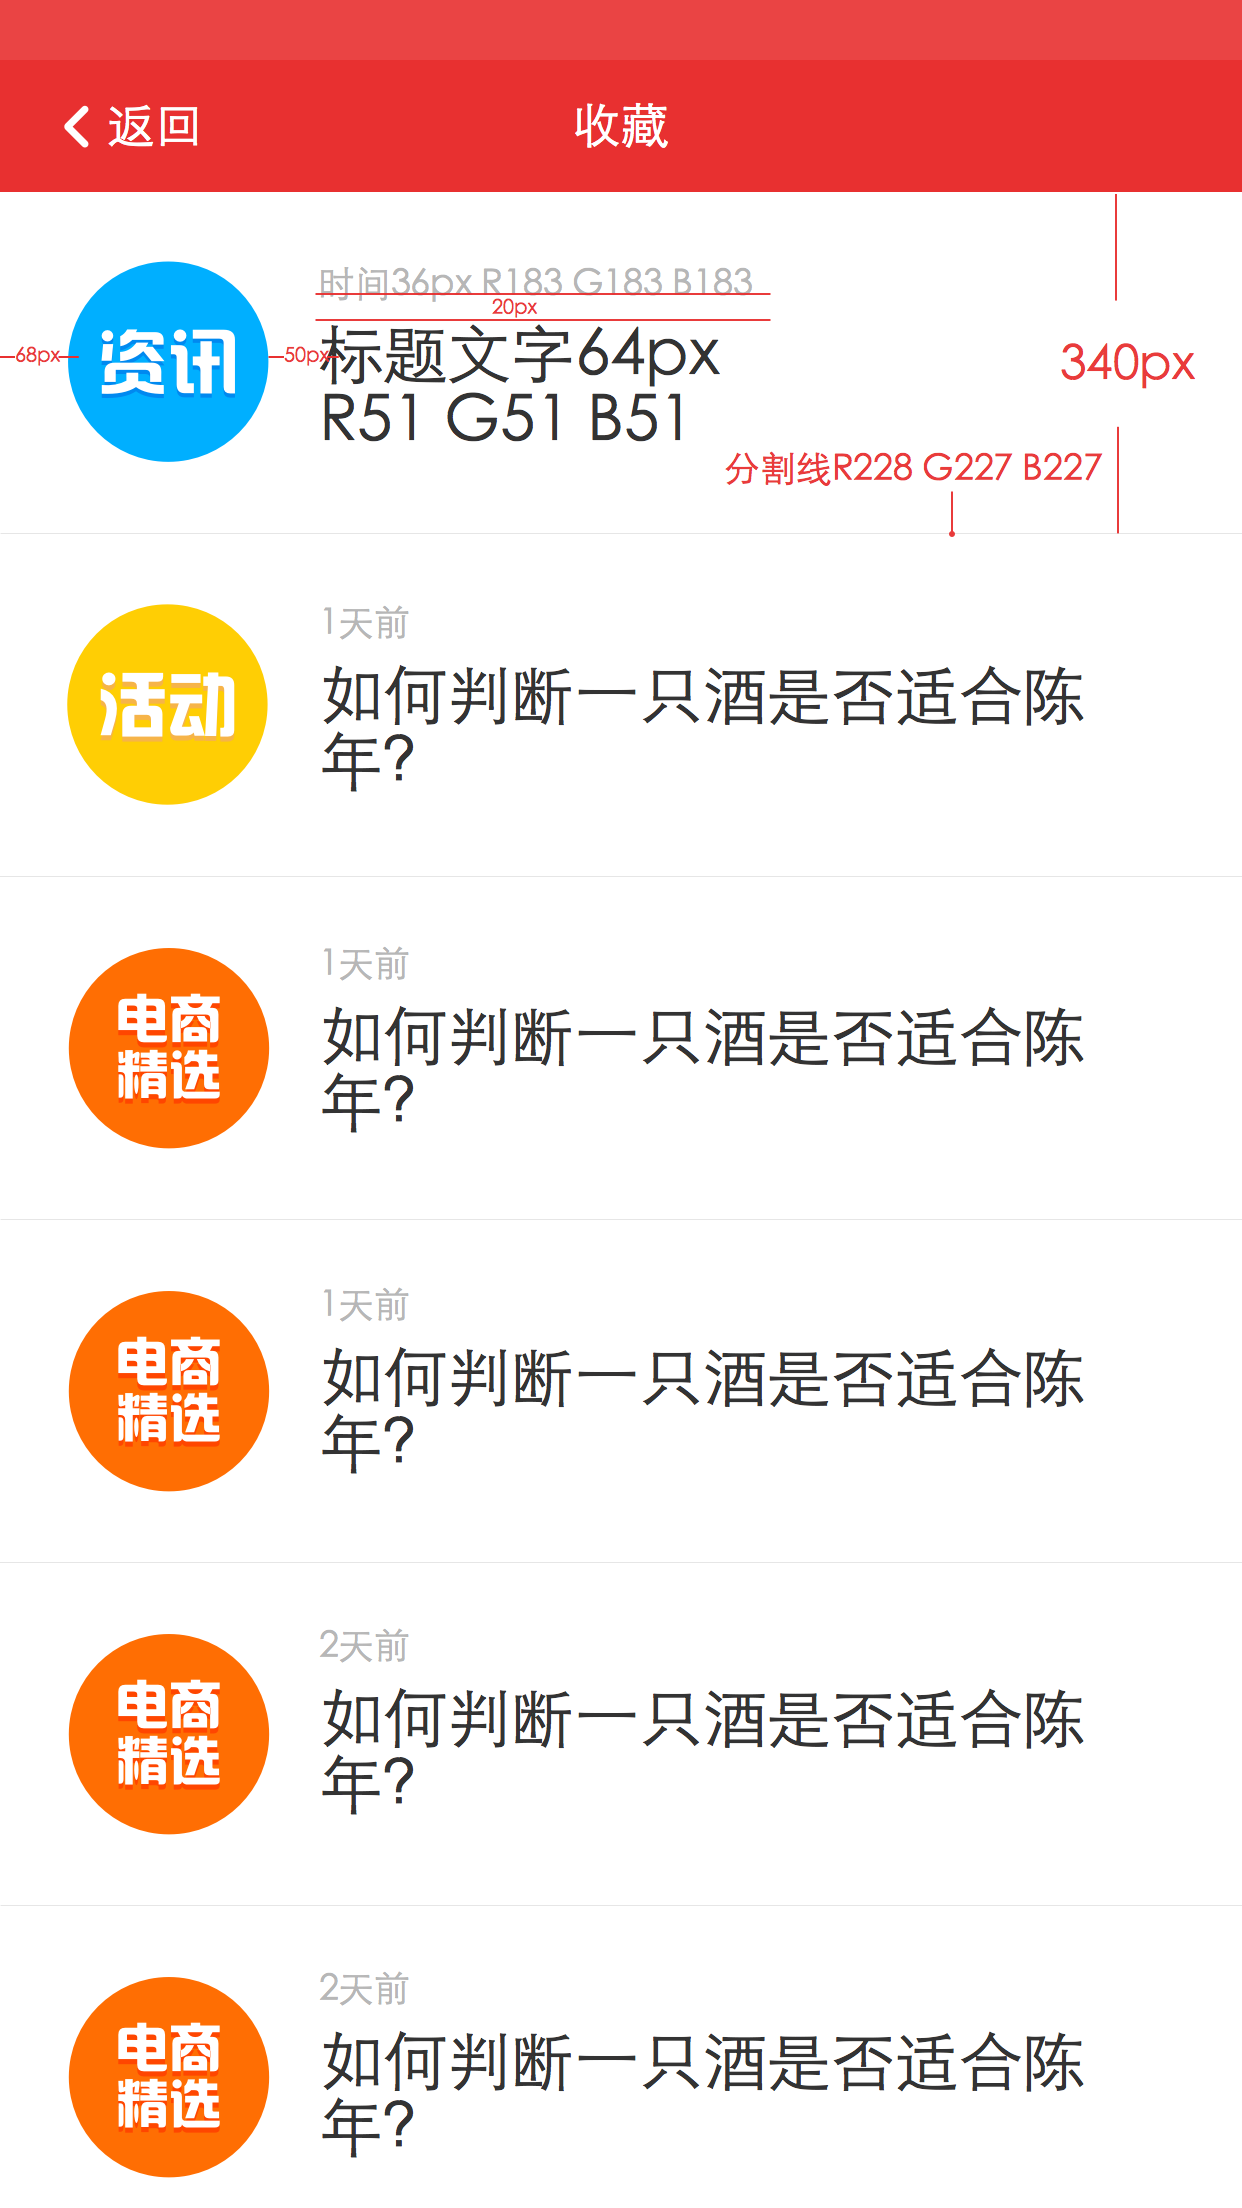 返回
收藏
时间36px R183 G183 B183
20px
68px
资讯
50px
标题文字64px
R51 G51 B51
340px
分割线R228 G227 B227
活动
1天前
如何判断一只酒是否适合陈
年?
电商
精选
1天前
如何判断一只酒是否适合陈
年?
电商
精选
1天前
如何判断一只酒是否适合陈
年?
电商
精选
2天前
如何判断一只酒是否适合陈
年?
电商
精选
2天前
如何判断一只酒是否适合陈
年?